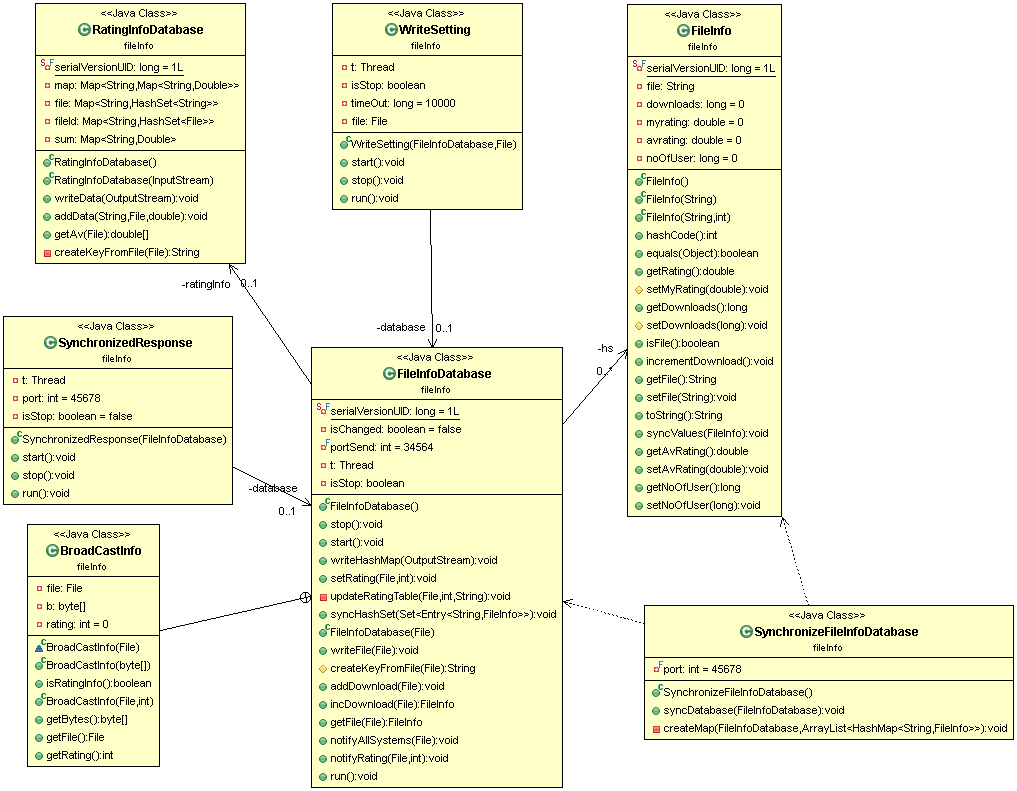 <<Java Class>>
RatingInfoDatabase
fileInfo
serialVersionUID: long = 1L
map: Map<String,Map<String,Double>>
file: Map<String,HashSet<String>>
fileId: Map<String,HashSet<File>>
sum: Map<String,Double>
RatingInfoDatabase()
RatingInfoDatabase(InputStream)
writeData(OutputStream):void
addData(String,File,double):void
getAv(File):double[]
createKeyFromFile(File):String
<<Java Class>>
WriteSetting
fileInfo
t: Thread
isStop: boolean
timeOut: long = 10000
file: File
WriteSetting(FileInfoDatabase,File)
start():void
stop():void
run():void
<<Java Class>>
FileInfo
fileInfo
serialVersionUID: long = 1L
file: String
downloads: long = 0
myrating: double = 0
avrating: double = 0
noOfUser: long = 0
FileInfo()
FileInfo(String)
FileInfo(String,int)
hashCode():int
equals(Object):boolean
getRating():double
setMyRating(double):void
getDownloads():long
setDownloads(long):void
isFile():boolean
incrementDownload():void
getFile():String
setFile(String):void
toString():String
syncValues(FileInfo):void
getAvRating():double
setAvRating(double):void
getNoOfUser():long
setNoOfUser(long):void
-ratingInfo 0..1
-database 0..1
-hs
0..1
<<Java Class>>
SynchronizedResponse
fileInfo
t: Thread
port: int = 45678
isStop: boolean = false
SynchronizedResponse(FileInfoDatabase)
start():void
stop():void
run():void
-database
0..1
<<Java Class>>
FileInfoDatabase
fileInfo
serialVersionUID: long = 1L
isChanged: boolean = false
portSend: int = 34564
t: Thread
isStop: boolean
FileInfoDatabase()
stop():void
start():void
writeHashMap(OutputStream):void
setRating(File,int):void
updateRatingTable(File,int,String):void
syncHashSet(Set<Entry<String,FileInfo>>):void
FileInfoDatabase(File)
writeFile(File):void
createKeyFromFile(File):String
addDownload(File):void
incDownload(File):FileInfo
getFile(File):FileInfo
notifyAllSystems(File):void
notifyRating(File,int):void
run():void
<<Java Class>>
BroadCastInfo
fileInfo
file: File
b: byte[]
rating: int = 0
BroadCastInfo(File)
BroadCastInfo(byte[])
isRatingInfo():boolean
BroadCastInfo(File,int)
getBytes():byte[]
getFile():File
getRating():int
<<Java Class>>
SynchronizeFileInfoDatabase
fileInfo
port: int = 45678
SynchronizeFileInfoDatabase()
syncDatabase(FileInfoDatabase):void
createMap(FileInfoDatabase,ArrayList<HashMap<String,FileInfo>>):void